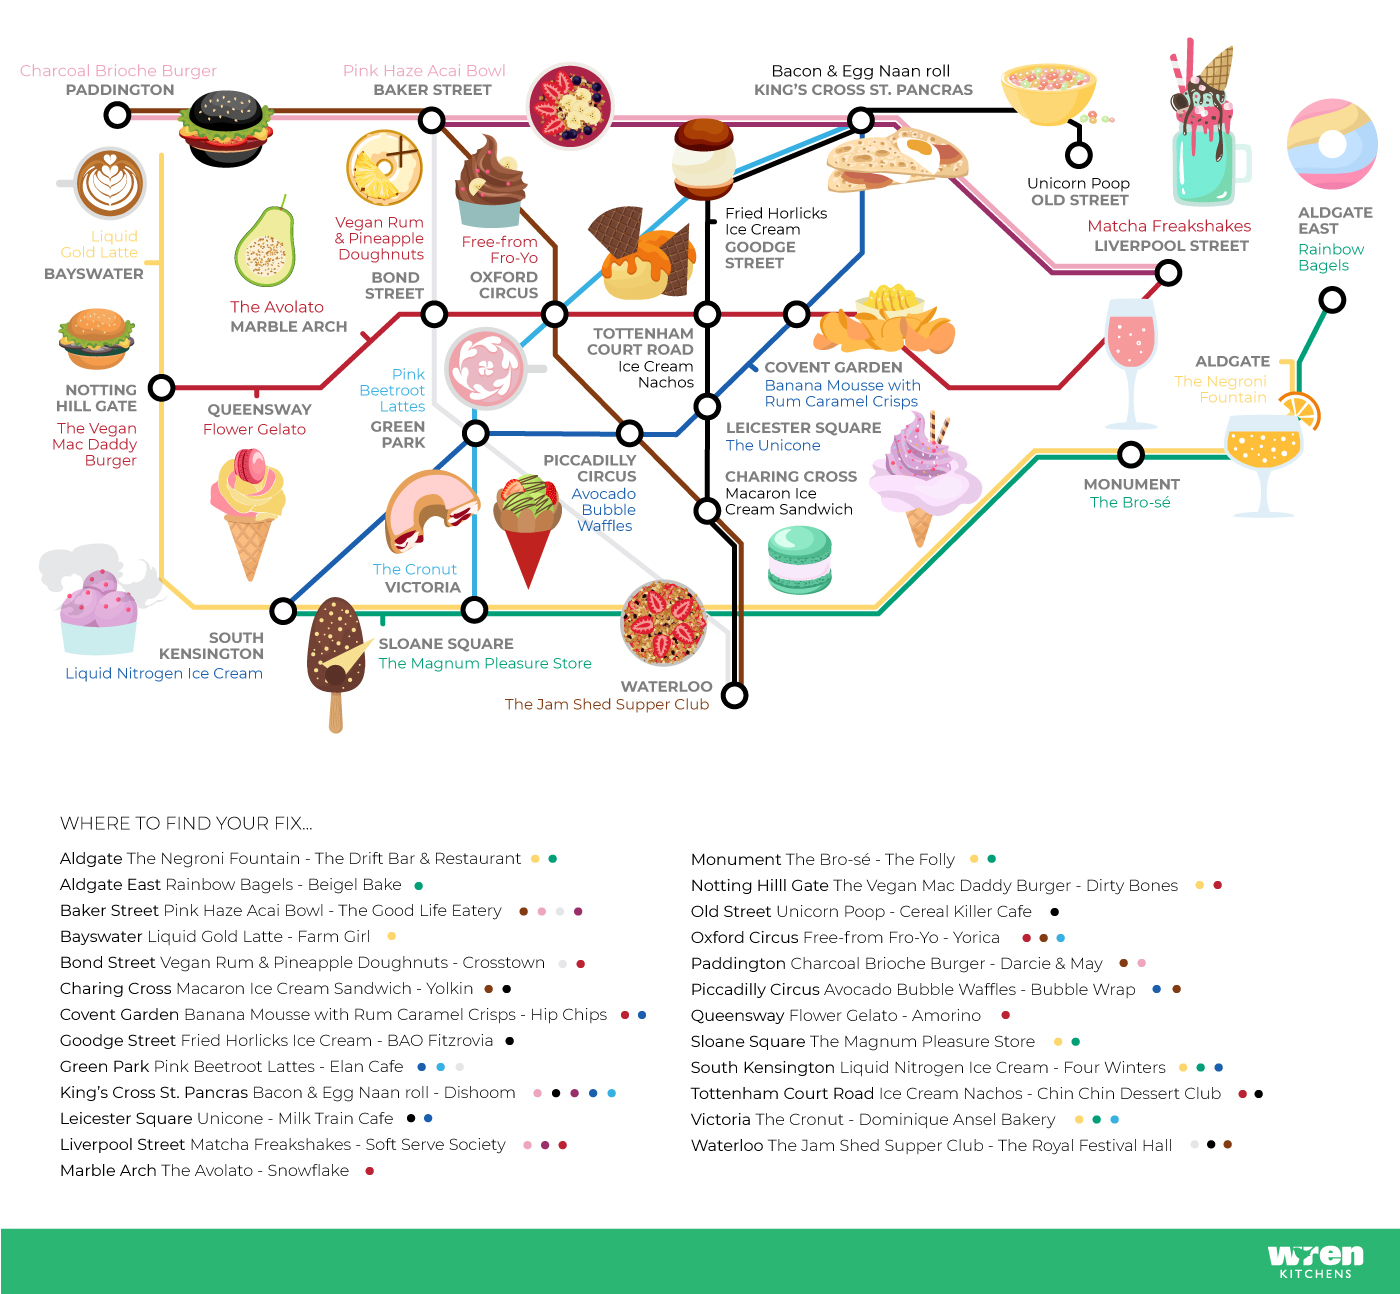 Charcoal Brioche Burger
PADDINGTON
Pink Haze Acai Bowl
BAKER STREET
Bacon & Egg Naan roll
KING'S CROSS ST. PANCRAS
Unicorn Poop
OLD STREET
Matcha Freakshakes
LIVERPOOL STREET
ALDGATE
EAST
Rainbow
Bagels
Liquid
Gold Latte
BAYSWATER
Vegan Rum
& Pineapple
Doughnuts
BOND
STREET
Free-from
Fro-Yo
OXFORD
CIRCUS
Fried Horlicks
Ice Cream
GOODGE
STREET
The Avolato
MARBLE ARCH
TOTTENHAM
COURT ROAD
Ice Cream
Nachos
COVENT GARDEN
Banana Mousse with
Rum Caramel Crisps
ALDGATE
The Negroni
Fountain
NOTTING
HILL GATE
The Vegan
Mac Daddy
Burger
QUEENSWAY
Flower Gelato
Pink
Beetroot
Lattes
GREEN
PARK
LEICESTER SQUARE
The Unicone
PICCADILLY
CIRCUS
Avocado
Bubble
Waffles
CHARING CROSS
Macaron Ice
Cream Sandwich
MONUMENT
The Bro-sé
The Cronut
VICTORIA
SOUTH
KENSINGTON
Liquid Nitrogen Ice Cream
SLOANE SQUARE
The Magnum Pleasure Store
WATERLOO
The Jam Shed Supper Club
WHERE TO FIND YOUR FIX...
Aldgate The Negroni Fountain - The Drift Bar & Restaurant
Aldgate East Rainbow Bagels - Beigel Bake
Baker Street Pink Haze Acai Bowl - The Good Life Eatery
Bayswater Liquid Gold Latte - Farm Girl
Bond Street Vegan Rum & Pineapple Doughnuts - Crosstown
Charing Cross Macaron Ice Cream Sandwich - Yolkin
Covent Garden Banana Mousse with Rum Caramel Crisps - Hip Chips
Goodge Street Fried Horlicks Ice Cream - BAO Fitzrovia
Green Park Pink Beetroot Lattes - Elan Cafe
King's Cross St. Pancras Bacon & Egg Naan roll - Dishoom
Leicester Square Unicone - Milk Train Cafe
Liverpool Street Matcha Freakshakes - Soft Serve Society
Marble Arch The Avolato - Snowflake
Monument The Bro-sé - The Folly
Notting Hilll Gate The Vegan Mac Daddy Burger - Dirty Bones
Old Street Unicorn Poop - Cereal Killer Cafe
Oxford Circus Free-from Fro-Yo - Yorica
Paddington Charcoal Brioche Burger - Darcie & May
Piccadilly Circus Avocado Bubble Waffles - Bubble Wrap
Queensway Flower Gelato - Amorino
Sloane Square The Magnum Pleasure Store
South Kensington Liquid Nitrogen Ice Cream - Four Winters
Tottenham Court Road Ice Cream Nachos - Chin Chin Dessert Club
Victoria The Cronut - Dominique Ansel Bakery
Waterloo The Jam Shed Supper Club - The Royal Festival Hall
wren
KITCHENS